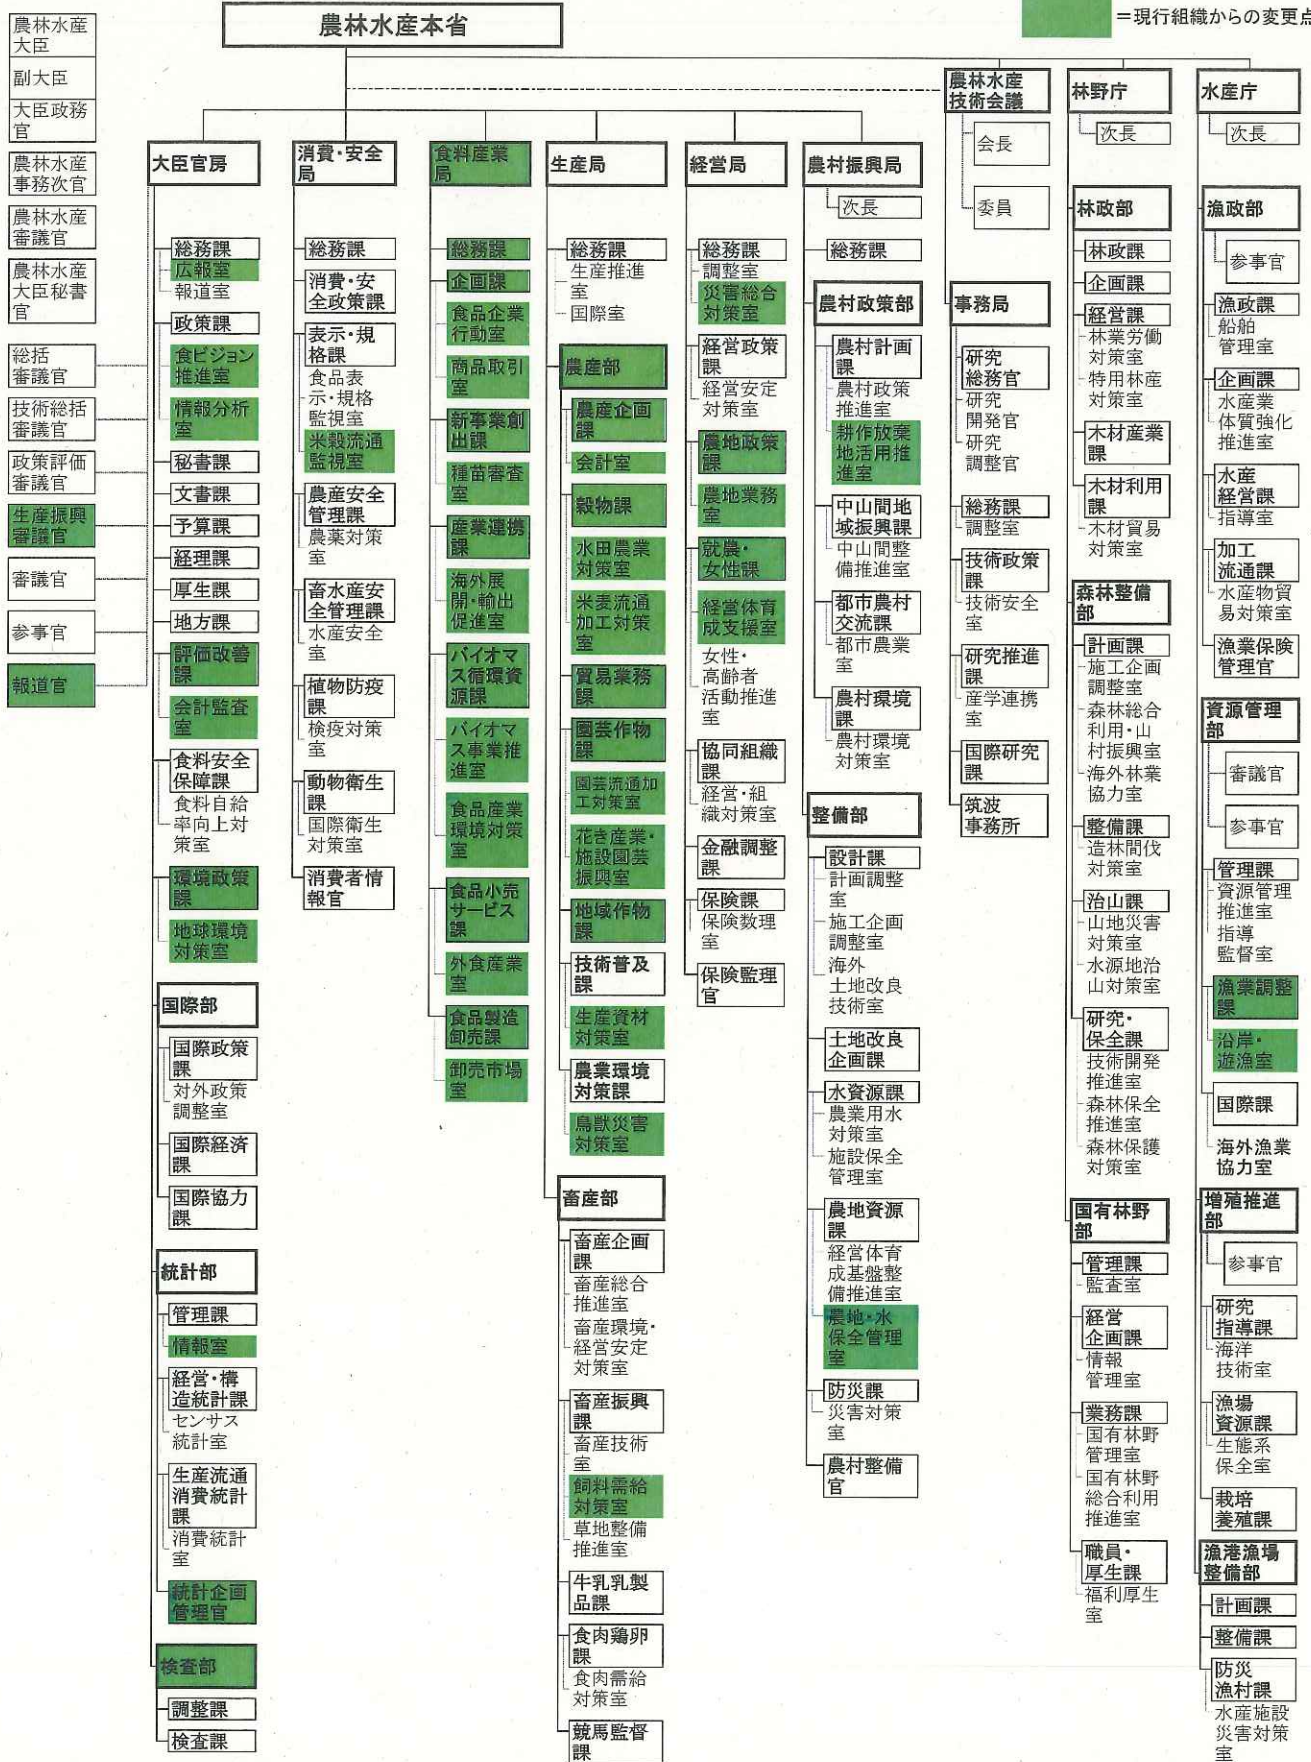 農林水産本省
=現行組織からの変更点
農林水産
大臣
副大臣
大臣政務
官
農林水産
事務次官
農林水産
審議官
農林水産
大臣秘書
官
総括
審議官
技術総括
審議官
政策評価
審議官
生産振興
審議官
審議官
参事官
報道官
大臣官房
総務課
広報室
報道室
政策課
食ビジョン
推進室
情報分析
室
秘書課
文書課
予算課
経理課
厚生課
地方課
評価改善
課
会計監査
室
食料安全
保障課
食料自給
率向上対
策室
環境政策
課
地球環境
対策室
国際部
国際政策
課
対外政策
調整室
国際経済
課
国際協力
課
統計部
管理課
情報室
経営・構
造統計課
センサス
統計室
生産流通
消費統計
課
消費統計
室
統計企画
管理官
検査部
調整課
検査課
消費・安全
局
総務課
消費・安
全政策課
表示・規
格課
食品表
示・規格
監視室
米穀流通
監視室
農産安全
管理課
農薬対策
室
畜水産安
全管理課
水産安全
室
植物防疫
課
検疫対策
室
動物衛生
課
国際衛生
対策室
消費者情
報官
食料産業
局
総務課
企画課
食品企業
行動室
商品取引
室
新事業創
出課
種苗審査
室
産業連携
課
海外展
開・輸出
促進室
バイオマ
ス循環資
源課
バイオマ
ス事業推
進室
食品産業
環境対策
室
食品小売
サービス
課
外食産業
室
食品製造
卸売課
卸売市場
室
生産局
総務課
生産推進
室
国際室
農産部
農産企画
課
会計室
穀物課
水田農業
対策室
米麦流通
加工対策
室
貿易業務
課
園芸作物
課
園芸流通加
工対策室
花き産業・
施設園芸
振興室
地域作物
課
技術普及
課
生産資材
対策室
農業環境
対策課
鳥獣災害
対策室
畜産部
畜産企画
課
畜産総合
推進室
畜産環境・
経営安定
対策室
畜産振興
課
畜産技術
室
飼料需給
対策室
草地整備
推進室
牛乳乳製
品課
食肉鶏卵
課
食肉需給
対策室
競馬監督
課
経営局
総務課
調整室
災害総合
対策室
経営政策
課
経営安定
対策室
農地政策
課
農地業務
室
就農・
女性課
経営体育
成支援室
女性・
高齢者
活動推進
室
協同組織
課
経営・組
織対策室
金融調整
課
保険課
保険数理
室
保険監理
官
農村振興局
次長
総務課
農村政策部
農村計画
課
農村政策
推進室
耕作放棄
地活用推
進室
中山間地
域振興課
中山間整
備推進室
都市農村
交流課
都市農業
室
農村環境
課
農村環境
対策室
整備部
設計課
計画調整
室
施工企画
調整室
海外
土地改良
技術室
土地改良
企画課
水資源課
農業用水
対策室
施設保全
管理室
農地資源
課
経営体育
成基盤整
備推進室
農地・水
保全管理
室
防災課
災害対策
室
農村整備
官
農林水産
技術会議
会長
委員
事務局
研究
総務官
研究
開発官
研究
調整官
総務課
調整室
技術政策
課
技術安全
室
研究推進
課
産学連携
室
国際研究
課
筑波
事務所
林野庁
次長
林政部
林政課
企画課
経営課
林業労働
対策室
特用林産
対策室
木材産業
課
木材利用
課
木材貿易
対策室
森林整備
部
計画課
施工企画
調整室
森林総合
利用・山
村振興室
海外林業
協力室
整備課
造林間伐
対策室
治山課
山地災害
対策室
水源地治
山対策室
研究・
保全課
技術開発
推進室
森林保全
推進室
森林保護
対策室
国有林野
部
管理課
監査室
経営
企画課
情報
管理室
業務課
国有林野
管理室
国有林野
総合利用
推進室
職員・
厚生課
福利厚生
室
水産庁
次長
漁政部
参事官
漁政課
船舶
管理室
企画課
水産業
体質強化
推進室
水産
経営課
指導室
加工
流通課
水産物貿
易対策室
漁業保険
管理官
資源管理
部
審議官
参事官
管理課
資源管理
推進室
指導
監督室
漁業調整
課
沿岸・
遊漁室
国際課
海外漁業
協力室
増殖推進
部
参事官
研究
指導課
海洋
技術室
漁場
資源課
生態系
保全室
栽培
養殖課
漁港漁場
整備部
計画課
整備課
防災
漁村課
水産施設
災害対策
室